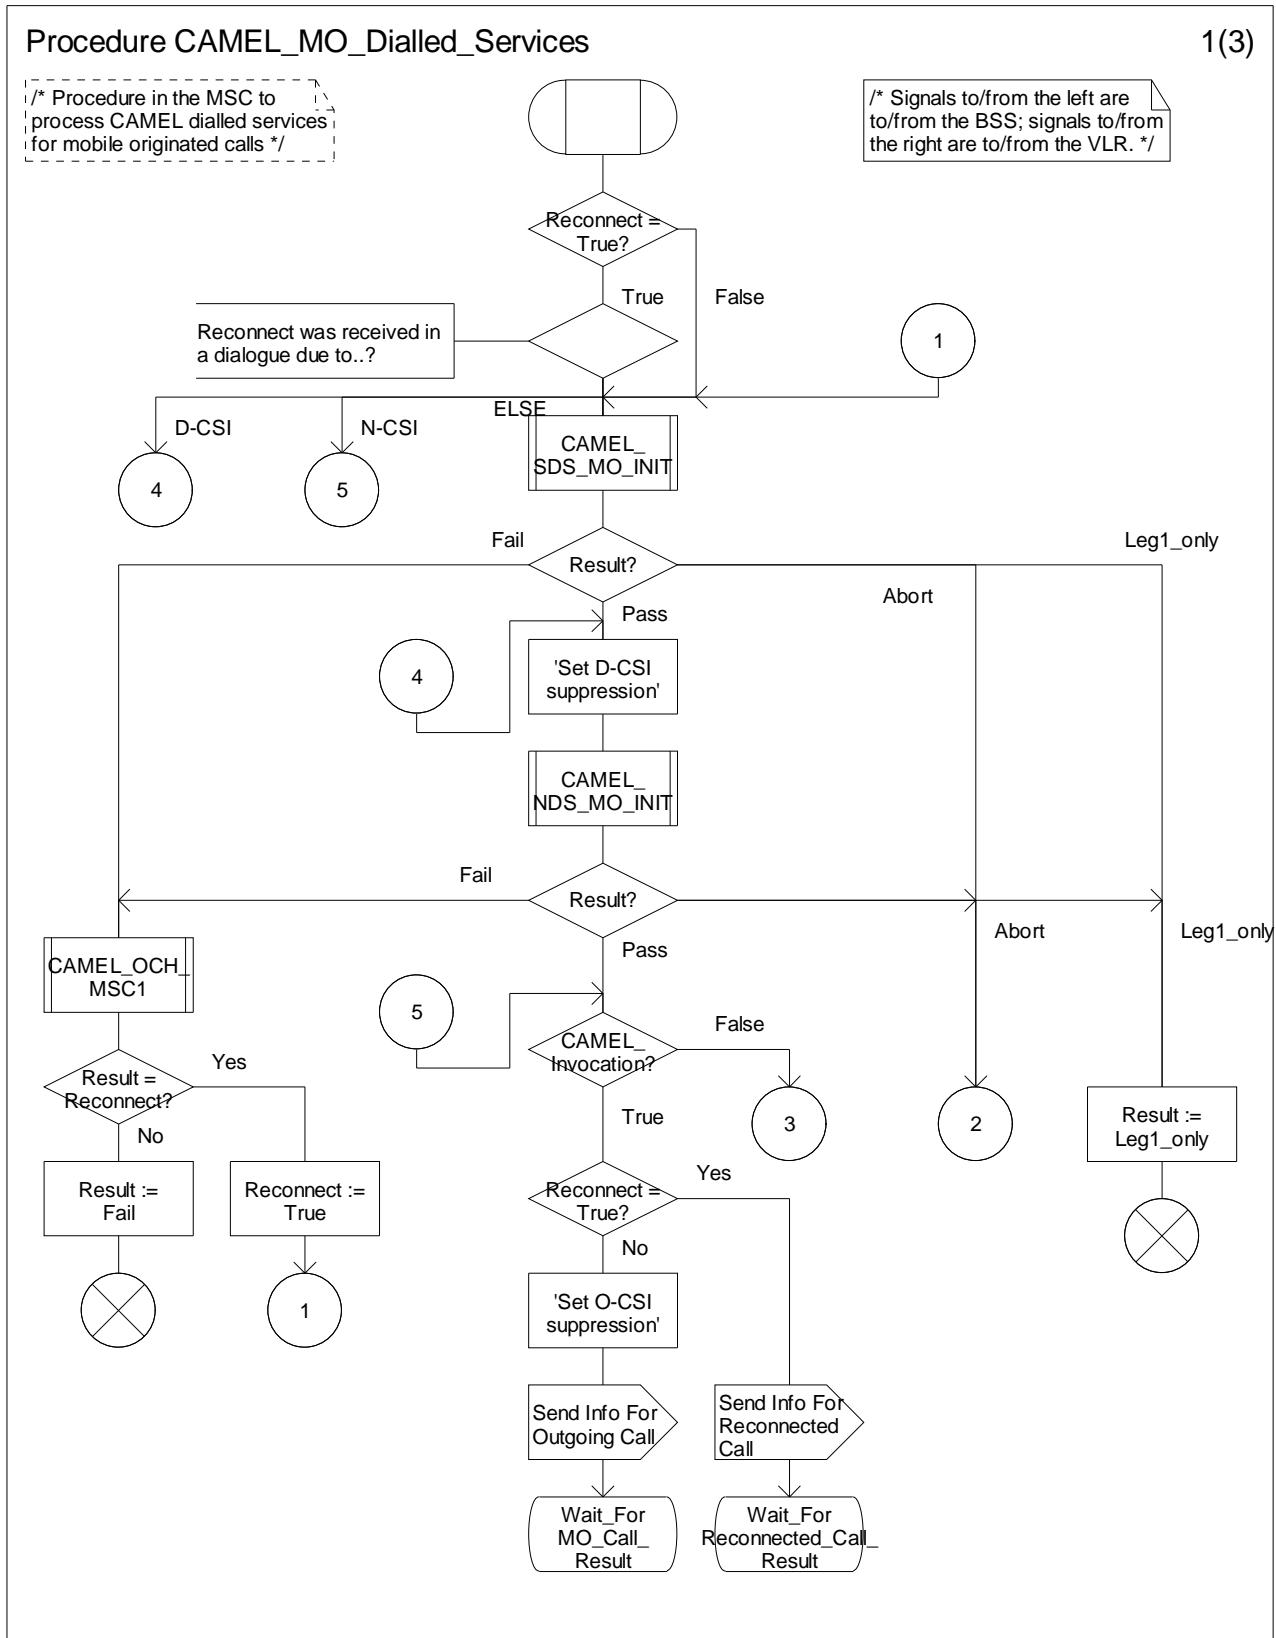 Procedure CAMEL_MO_Dialled_Services
1(3)
/* Procedure in the MSC to
process CAMEL dialled services
for mobile originated calls */
/* Signals to/from the left are
to/from the BSS; signals to/from
the right are to/from the VLR. */
Reconnect =
True?
True
False
Reconnect was received in
a dialogue due to..?
1
ELSE
D-CSI
N-CSI
CAMEL_
SDS_MO_INIT
4
5
Fail
Result?
Leg1_only
Abort
Pass
4
'Set D-CSI
suppression'
CAMEL_
NDS_MO_INIT
Fail
Result?
Pass
Abort
Leg1_only
CAMEL_OCH_
MSC1
5
False
CAMEL_
Invocation?
Yes
Result =
Reconnect?
True
3
2
Result :=
Leg1_only
No
Yes
Result :=
Fail
Reconnect :=
True
Reconnect =
True?
No
1
'Set O-CSI
suppression'
Send Info For
Outgoing Call
Send Info For
Reconnected
Call
Wait_For
MO_Call_
Result
Wait_For
Reconnected_Call_
Result